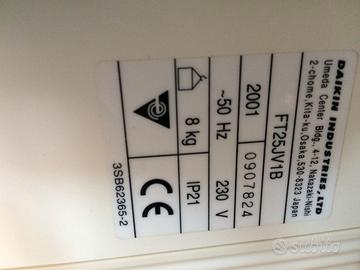 DAIKIN INDUSTRIES, LTD
Umeda Center Bldg., 4-12, Nakazaki-Nishi
2-chome, Kita-ku, Osaka, 530-8323 Japan
FT25JV1B
2001 0907824
~50 Hz 230 V
8 kg IP21
CE
3SB62365-2
subito